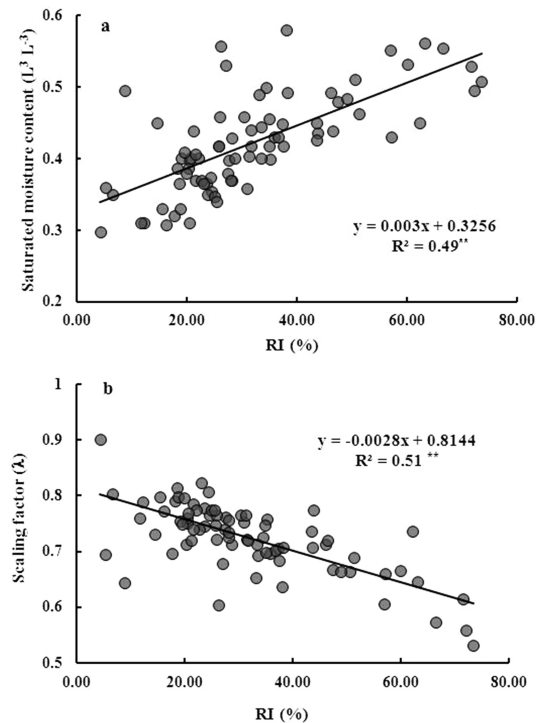 a
Saturated moisture content (L³ L⁻³)
0.6
0.5
0.4
0.3
0.2
y = 0.003x + 0.3256
R² = 0.49**
0.00 20.00 40.00 60.00 80.00
RI (%)
b
Scaling factor (λ)
1
0.9
0.8
0.7
0.6
0.5
y = -0.0028x + 0.8144
R² = 0.51 **
0.00 20.00 40.00 60.00 80.00
RI (%)